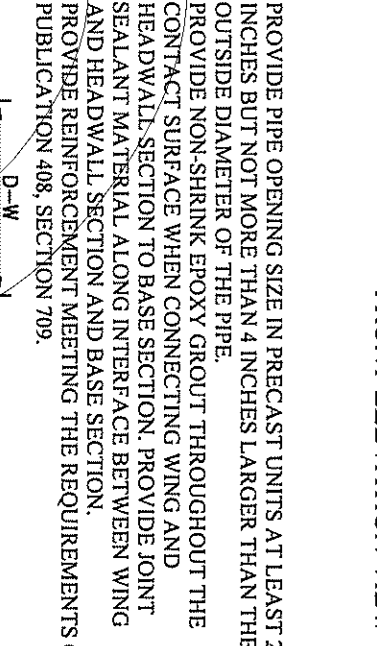 PROVIDE PIPE OPENING SIZE IN PRECAST UNITS AT LEAST 2
INCHES BUT NOT MORE THAN 4 INCHES LARGER THAN THE
OUTSIDE DIAMETER OF THE PIPE.
PROVIDE NON-SHRINK EPOXY GROUT THROUGHOUT THE
CONTACT SURFACE WHEN CONNECTING WING AND
HEADWALL SECTION TO BASE SECTION. PROVIDE JOINT
SEALANT MATERIAL ALONG INTERFACE BETWEEN WING
AND HEADWALL SECTION AND BASE SECTION.
PROVIDE REINFORCEMENT MEETING THE REQUIREMENTS
PUBLICATION 408, SECTION 709.
D-W